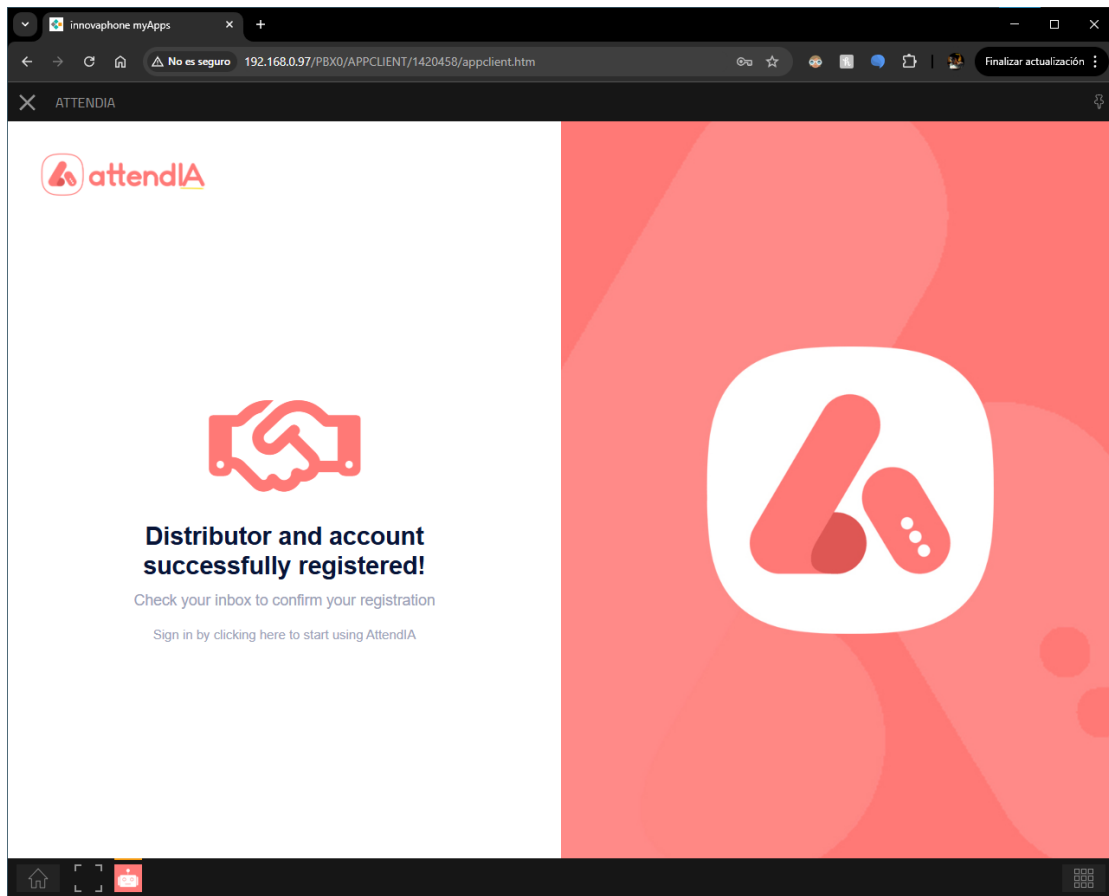 innovaphone myApps
No es seguro 192.168.0.97/PBX0/APPCLIENT/1420458/appclient.htm
Finalizar actualización
ATTENDIA
attendIA
Distributor and account
successfully registered!
Check your inbox to confirm your registration
Sign in by clicking here to start using AttendIA